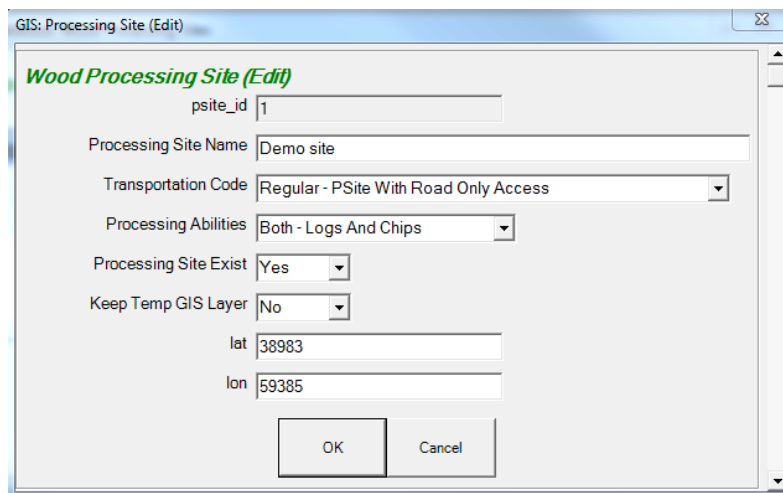 GIS: Processing Site (Edit)
Wood Processing Site (Edit)
psite_id 1
Processing Site Name Demo site
Transportation Code Regular - PSite With Road Only Access
Processing Abilities Both - Logs And Chips
Processing Site Exist Yes
Keep Temp GIS Layer No
lat 38983
lon 59385
OK Cancel